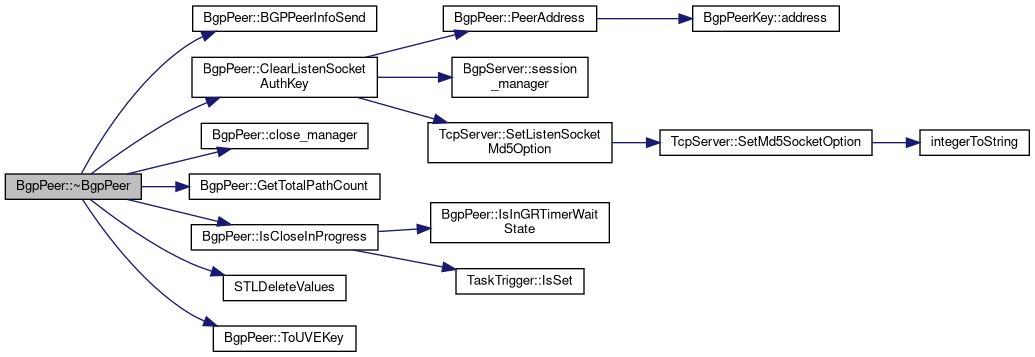 BgpPeer::~BgpPeer
BgpPeer::BGPPeerInfoSend
BgpPeer::ClearListenSocket
AuthKey
BgpPeer::PeerAddress
BgpPeerKey::address
BgpServer::session
_manager
TcpServer::SetListenSocket
Md5Option
TcpServer::SetMd5SocketOption
integerToString
BgpPeer::close_manager
BgpPeer::GetTotalPathCount
BgpPeer::IsCloseInProgress
BgpPeer::IsInGRTimerWait
State
TaskTrigger::IsSet
STLDeleteValues
BgpPeer::ToUVEKey